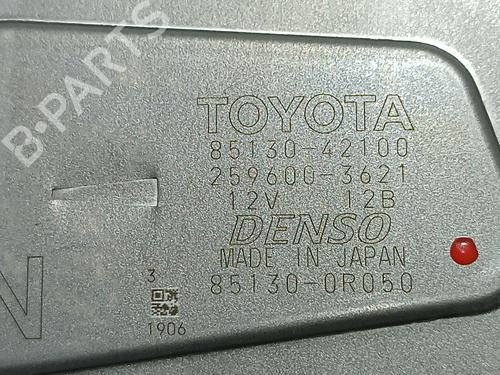 B-PARTS
TOYOTA
85130-42100
259600-3621
12V 12B
DENSO
MADE IN JAPAN
85130-0R050
3
1906
N